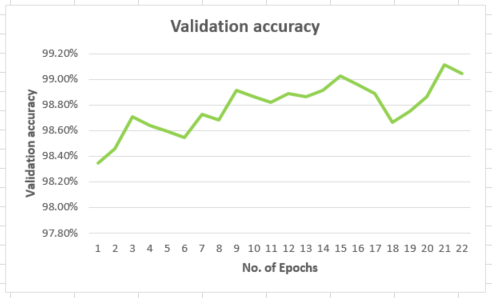 Validation accuracy
99.20%
99.00%
98.80%
98.60%
98.40%
98.20%
98.00%
97.80%
Validation accuracy
1 2 3 4 5 6 7 8 9 10 11 12 13 14 15 16 17 18 19 20 21 22
No. of Epochs